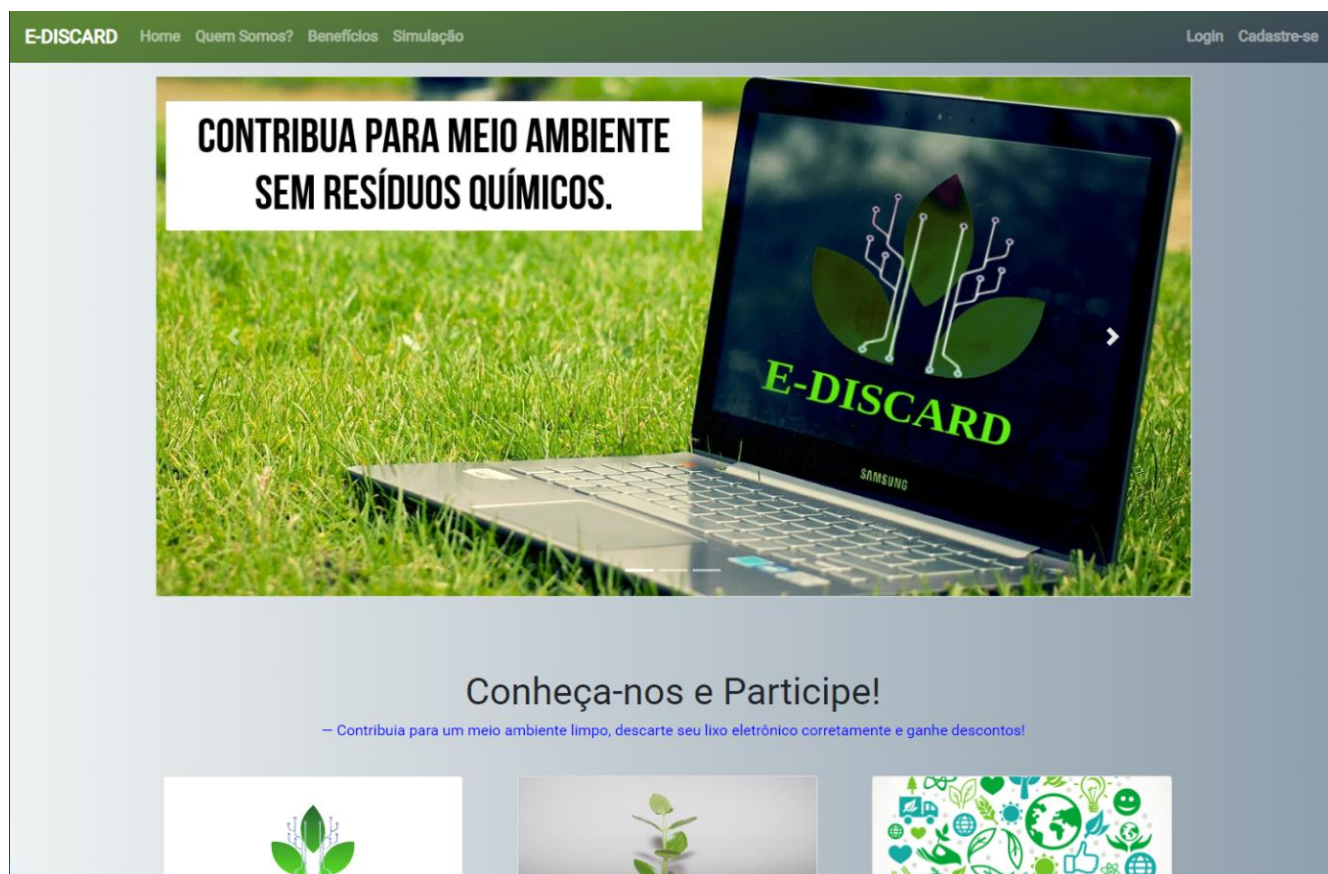 E-DISCARD Home Quem Somos? Benefícios Simulação Login Cadastre-se
CONTRIBUA PARA MEIO AMBIENTE
SEM RESÍDUOS QUÍMICOS.
E-DISCARD
SAMSUNG
Conheça-nos e Participe!
— Contribuia para um meio ambiente limpo, descarte seu lixo eletrônico corretamente e ganhe descontos!